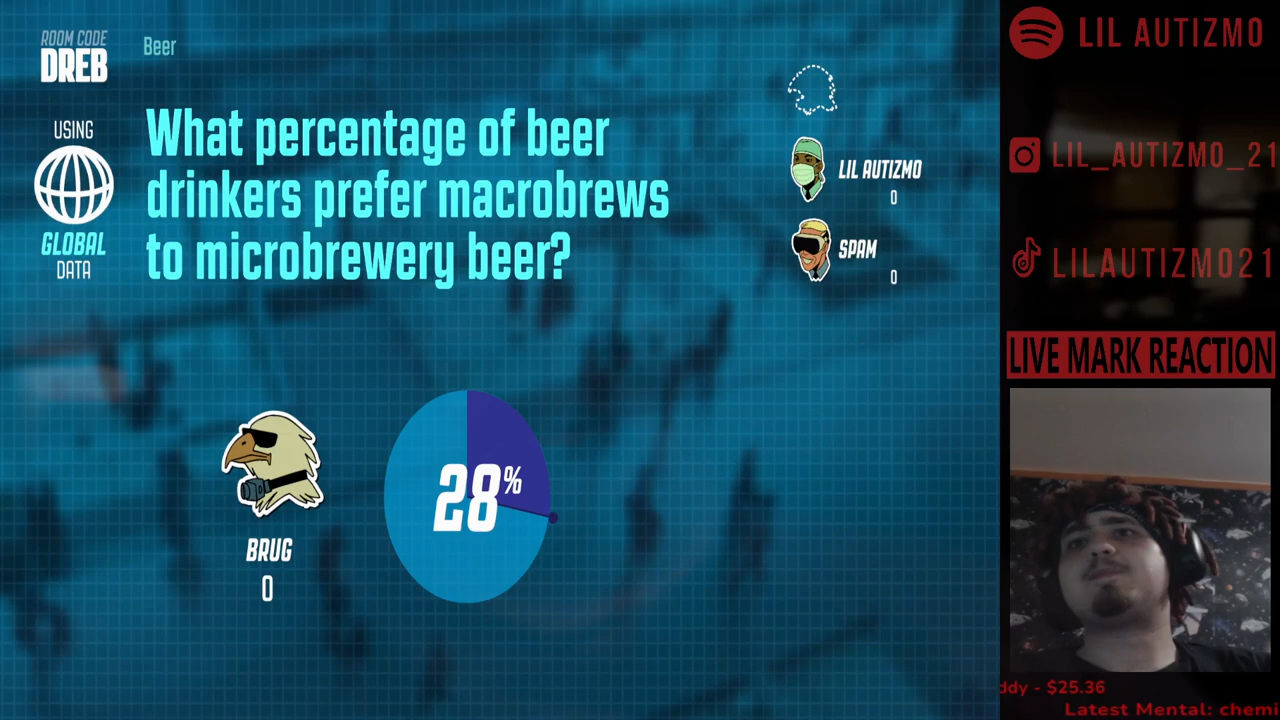 ROOM CODE
DREB
Beer
USING
GLOBAL
DATA
What percentage of beer
drinkers prefer macrobrews
to microbrewery beer?
LIL AUTIZMO
0
SPAM
0
BRUG
0
28%
LIL AUTIZMO
LIL_AUTIZMO_21
LILAUTIZMO21
LIVE MARK REACTION
ddy - $25.36
Latest Mental: chemi